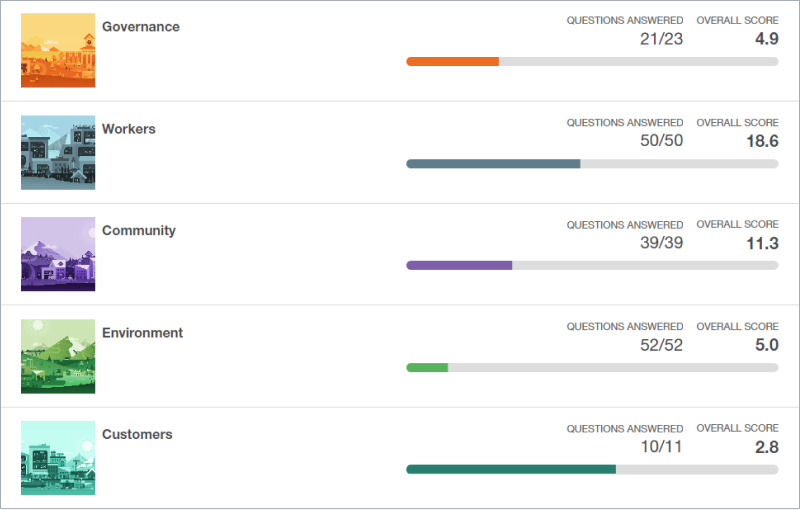 Governance
QUESTIONS ANSWERED OVERALL SCORE
21/23 4.9
Workers
QUESTIONS ANSWERED OVERALL SCORE
50/50 18.6
Community
QUESTIONS ANSWERED OVERALL SCORE
39/39 11.3
Environment
QUESTIONS ANSWERED OVERALL SCORE
52/52 5.0
Customers
QUESTIONS ANSWERED OVERALL SCORE
10/11 2.8